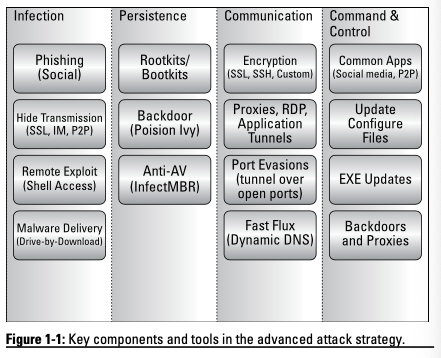 Infection
Phishing
(Social)
Hide Transmission
(SSL, IM, P2P)
Remote Exploit
(Shell Access)
Malware Delivery
(Drive-by-Download)
Persistence
Rootkits/
Bootkits
Backdoor
(Poision Ivy)
Anti-AV
(InfectMBR)
Communication
Encryption
(SSL, SSH, Custom)
Proxies, RDP,
Application
Tunnels
Port Evasions
(tunnel over
open ports)
Fast Flux
(Dynamic DNS)
Command &
Control
Common Apps
(Social media, P2P)
Update
Configure
Files
EXE Updates
Backdoors
and Proxies
Figure 1-1: Key components and tools in the advanced attack strategy.